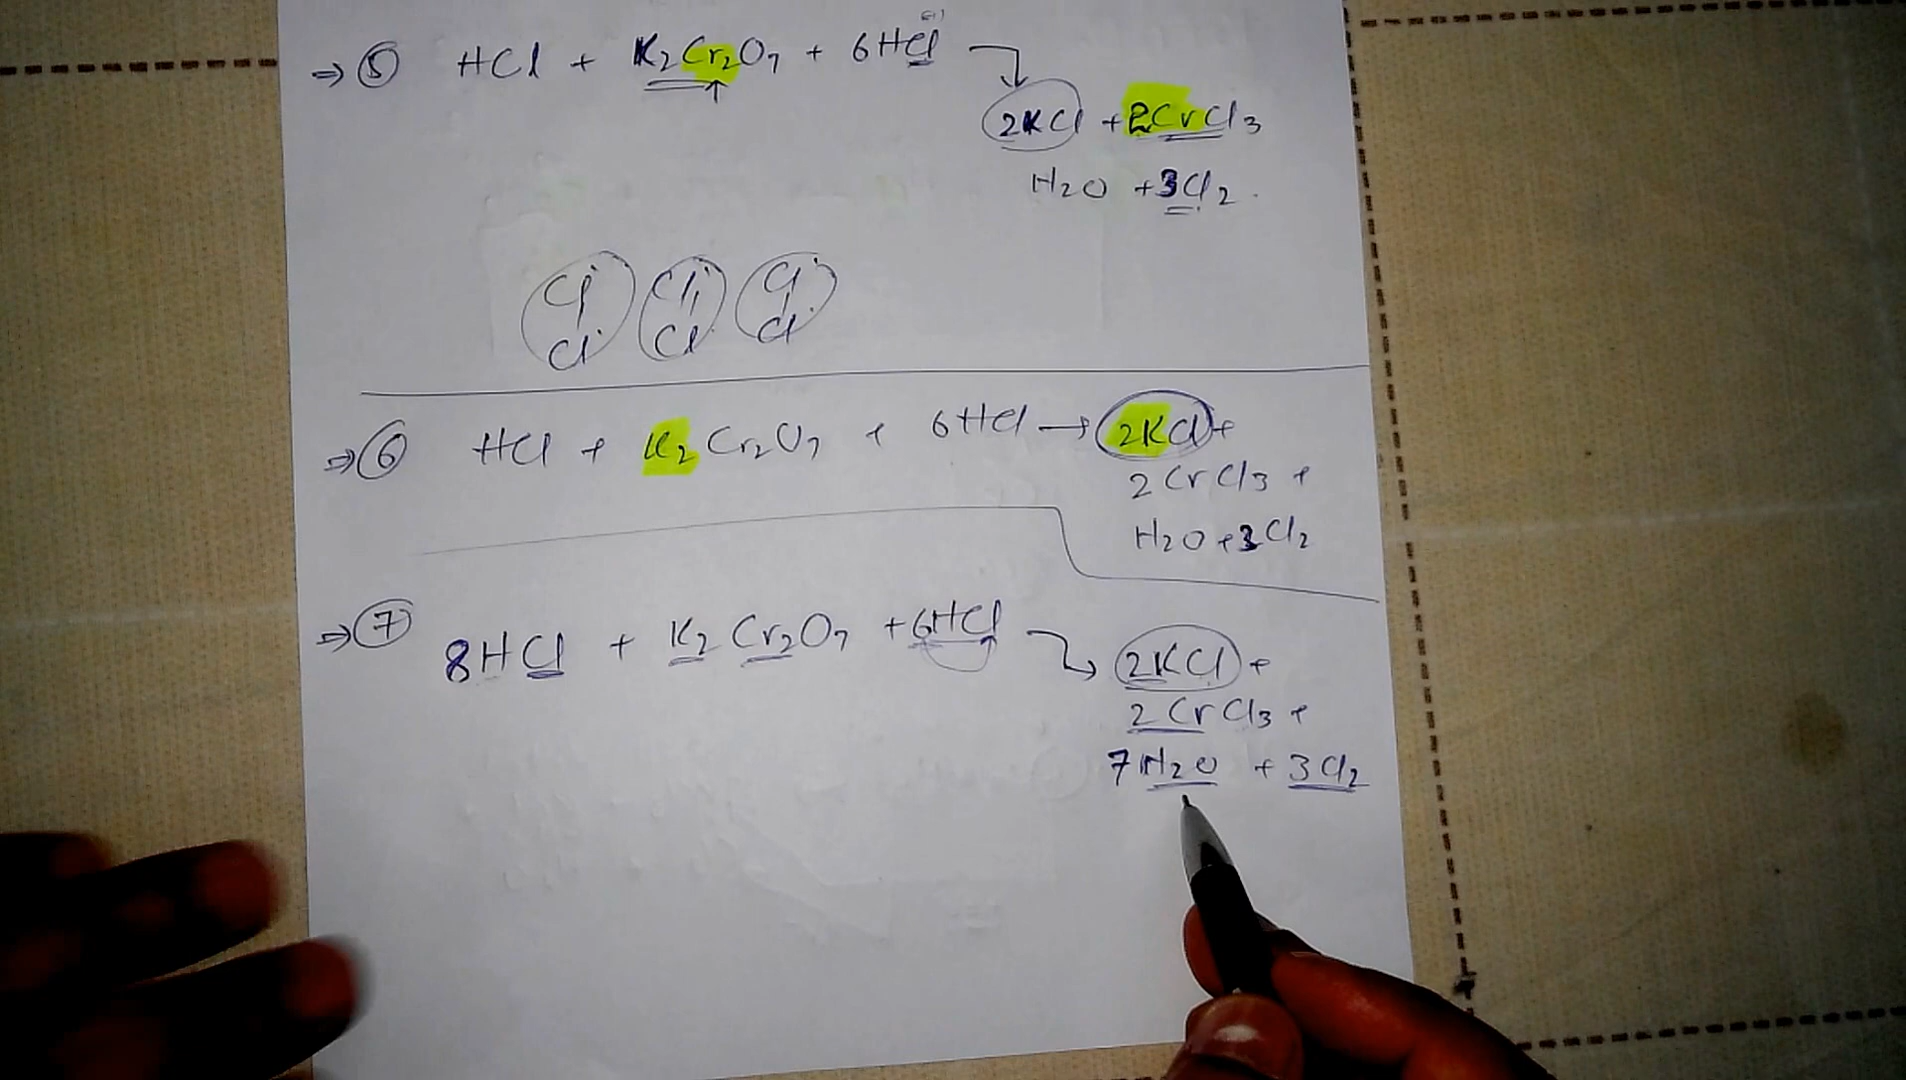 ⇒ ⑤ HCl + K₂Cr₂O₇ + 6HCl
2KCl + 2CrCl₃
H₂O + 3Cl₂
Cl Cl Cl
Cl Cl Cl
⇒ ⑥ HCl + K₂Cr₂O₇ + 6HCl → 2KCl +
2CrCl₃ +
H₂O + 3Cl₂
⇒ ⑦ 8HCl + K₂Cr₂O₇ + 6HCl
2KCl +
2CrCl₃ +
7H₂O + 3Cl₂